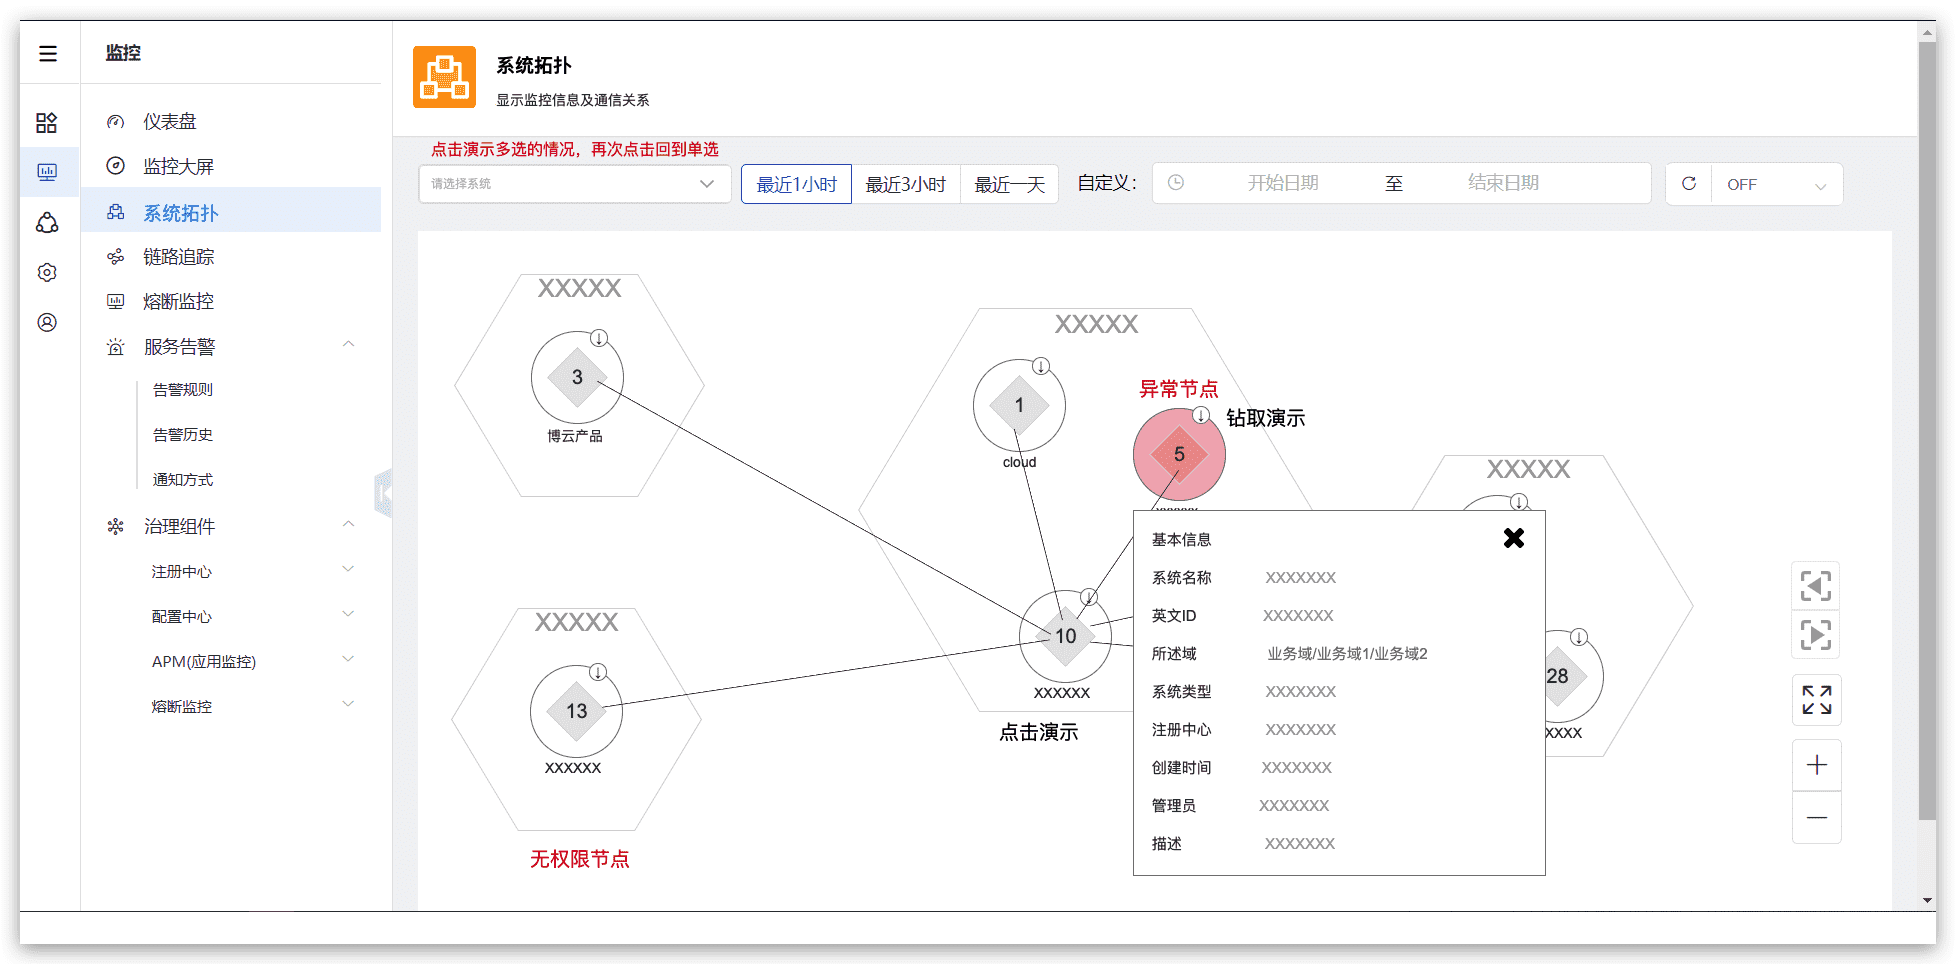 监控
仪表盘
监控大屏
系统拓扑
链路追踪
熔断监控
服务告警
告警规则
告警历史
通知方式
治理组件
注册中心
配置中心
APM(应用监控)
熔断监控
系统拓扑
显示监控信息及通信关系
点击演示多选的情况，再次点击回到单选
请选择系统
最近1小时
最近3小时
最近一天
自定义：
开始日期
至
结束日期
OFF
XXXXX
3
博云产品
XXXXX
1
cloud
异常节点
钻取演示
5
XXXXX
10
XXXXXX
点击演示
XXXXX
13
XXXXXX
无权限节点
28
XXXX
基本信息
系统名称 XXXXXXX
英文ID XXXXXXX
所述域 业务域/业务域1/业务域2
系统类型 XXXXXXX
注册中心 XXXXXXX
创建时间 XXXXXXX
管理员 XXXXXXX
描述 XXXXXXX